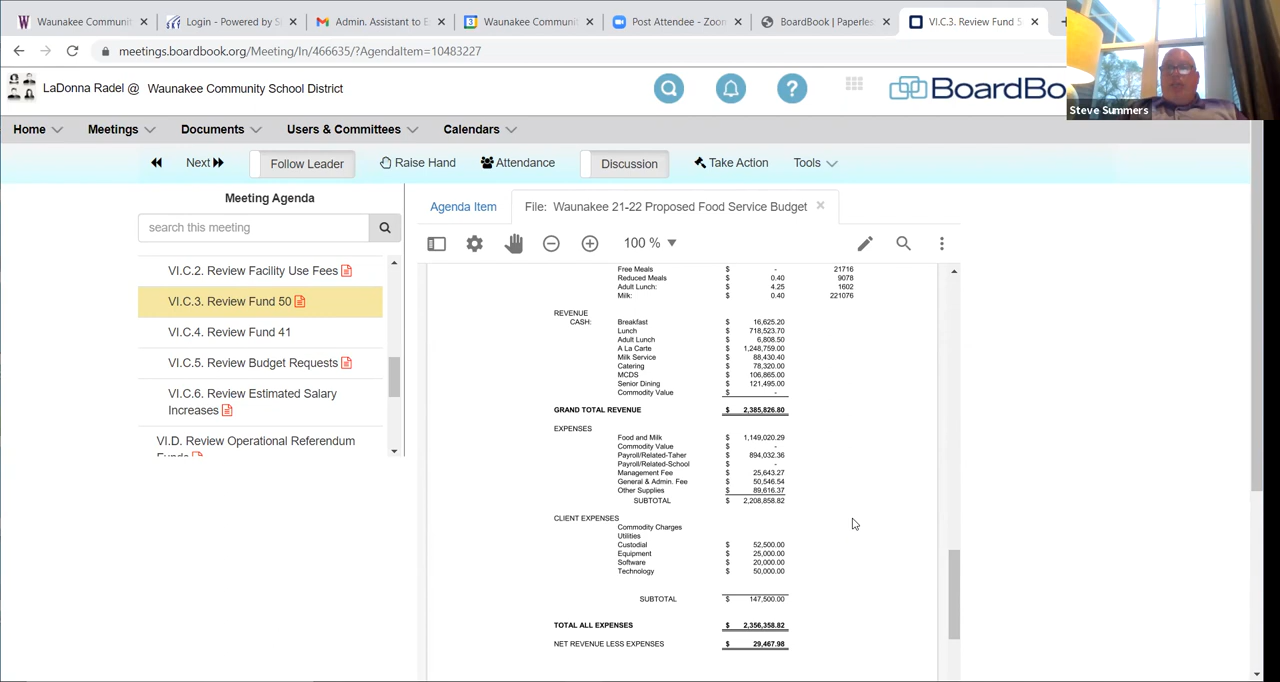 Waunakee Communit
Login - Powered by S
Admin. Assistant to E
Waunakee Communit
Post Attendee - Zoon
BoardBook | Paperles
VI.C.3. Review Fund 5
meetings.boardbook.org/Meeting/In/466635/?AgendaItem=10483227
LaDonna Radel @ Waunakee Community School District
BoardBo
Steve Summers
Home Meetings Documents Users & Committees Calendars
Next Follow Leader Raise Hand Attendance Discussion Take Action Tools
Meeting Agenda
search this meeting
VI.C.2. Review Facility Use Fees
VI.C.3. Review Fund 50
VI.C.4. Review Fund 41
VI.C.5. Review Budget Requests
VI.C.6. Review Estimated Salary
Increases
VI.D. Review Operational Referendum
Funds
Agenda Item
File: Waunakee 21-22 Proposed Food Service Budget
100 %
Free Meals $ - 21716
Reduced Meals $ 0.40 9078
Adult Lunch: $ 4.25 1602
Milk: $ 0.40 221076
REVENUE
CASH: Breakfast $ 16,625.20
Lunch $ 718,523.70
Adult Lunch $ 6,808.50
A La Carte $ 1,248,759.00
Milk Service $ 88,430.40
Catering $ 78,320.00
MCDS $ 106,865.00
Senior Dining $ 121,495.00
Commodity Value $ -
GRAND TOTAL REVENUE $ 2,385,826.80
EXPENSES
Food and Milk $ 1,149,020.29
Commodity Value $ -
Payroll/Related-Taher $ 894,032.36
Payroll/Related-School $ -
Management Fee $ 25,643.27
General & Admin. Fee $ 50,546.54
Other Supplies $ 89,616.37
SUBTOTAL $ 2,208,858.82
CLIENT EXPENSES
Commodity Charges
Utilities
Custodial $ 52,500.00
Equipment $ 25,000.00
Software $ 20,000.00
Technology $ 50,000.00
SUBTOTAL $ 147,500.00
TOTAL ALL EXPENSES $ 2,356,358.82
NET REVENUE LESS EXPENSES $ 29,467.98